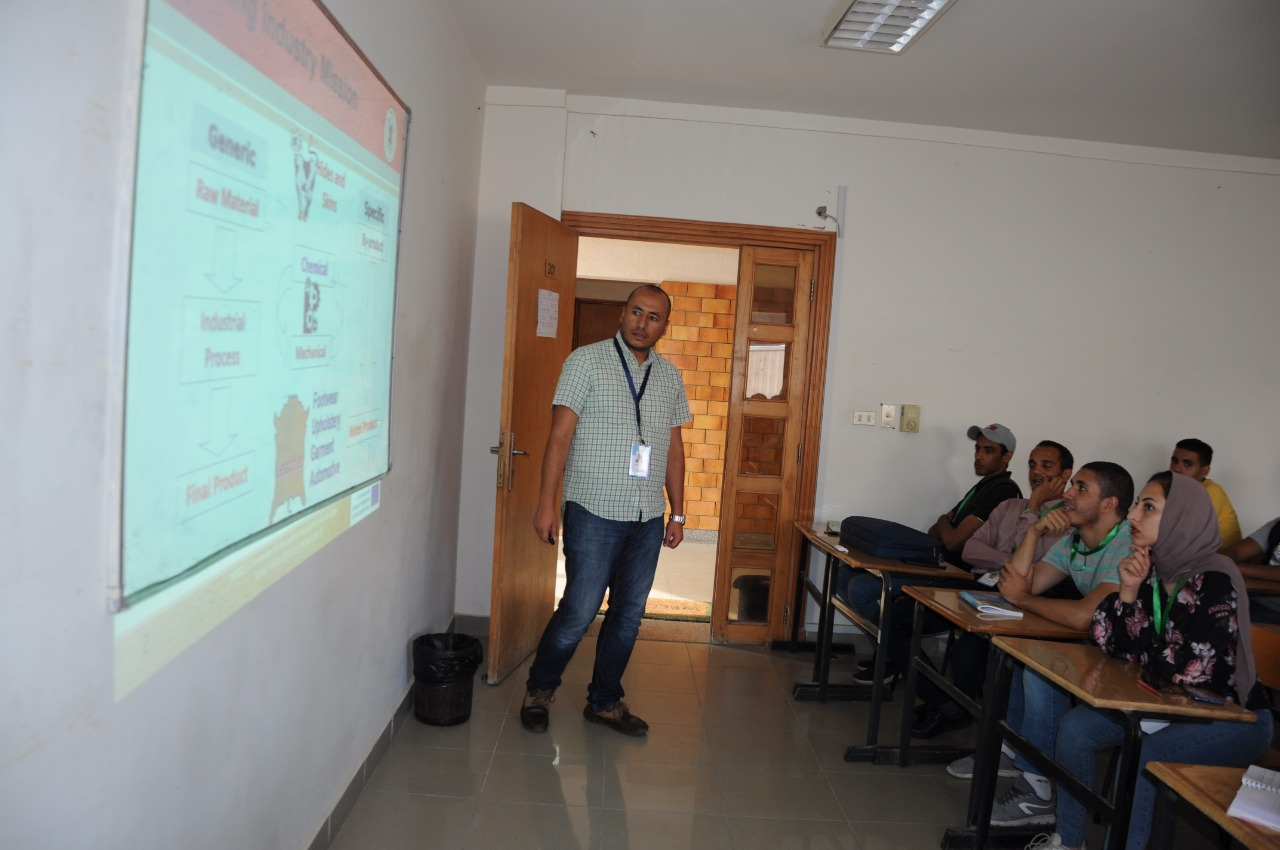 Industry Mission
Generic
Hides and
Skins
Raw Material
Specific
By-product
Chemical
Industrial
Process
Mechanical
Footwear
Upholstery
Garment
Automotive
Final Product
201